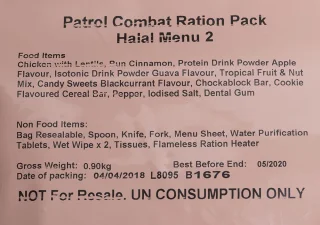 Patrol Combat Ration Pack
Halal Menu 2
Food Items
Chicken with Lentils, Bun Cinnamon, Protein Drink Powder Apple
Flavour, Isotonic Drink Powder Guava Flavour, Tropical Fruit & Nut
Mix, Candy Sweets Blackcurrant Flavour, Chockablock Bar, Cookie
Flavoured Cereal Bar, Pepper, Iodised Salt, Dental Gum
Non Food Items:
Bag Resealable, Spoon, Knife, Fork, Menu Sheet, Water Purification
Tablets, Wet Wipe x 2, Tissues, Flameless Ration Heater
Gross Weight: 0.90kg Best Before End: 05/2020
Date of packing: 04/04/2018 L8095 B1676
NOT For Resale. UN CONSUMPTION ONLY